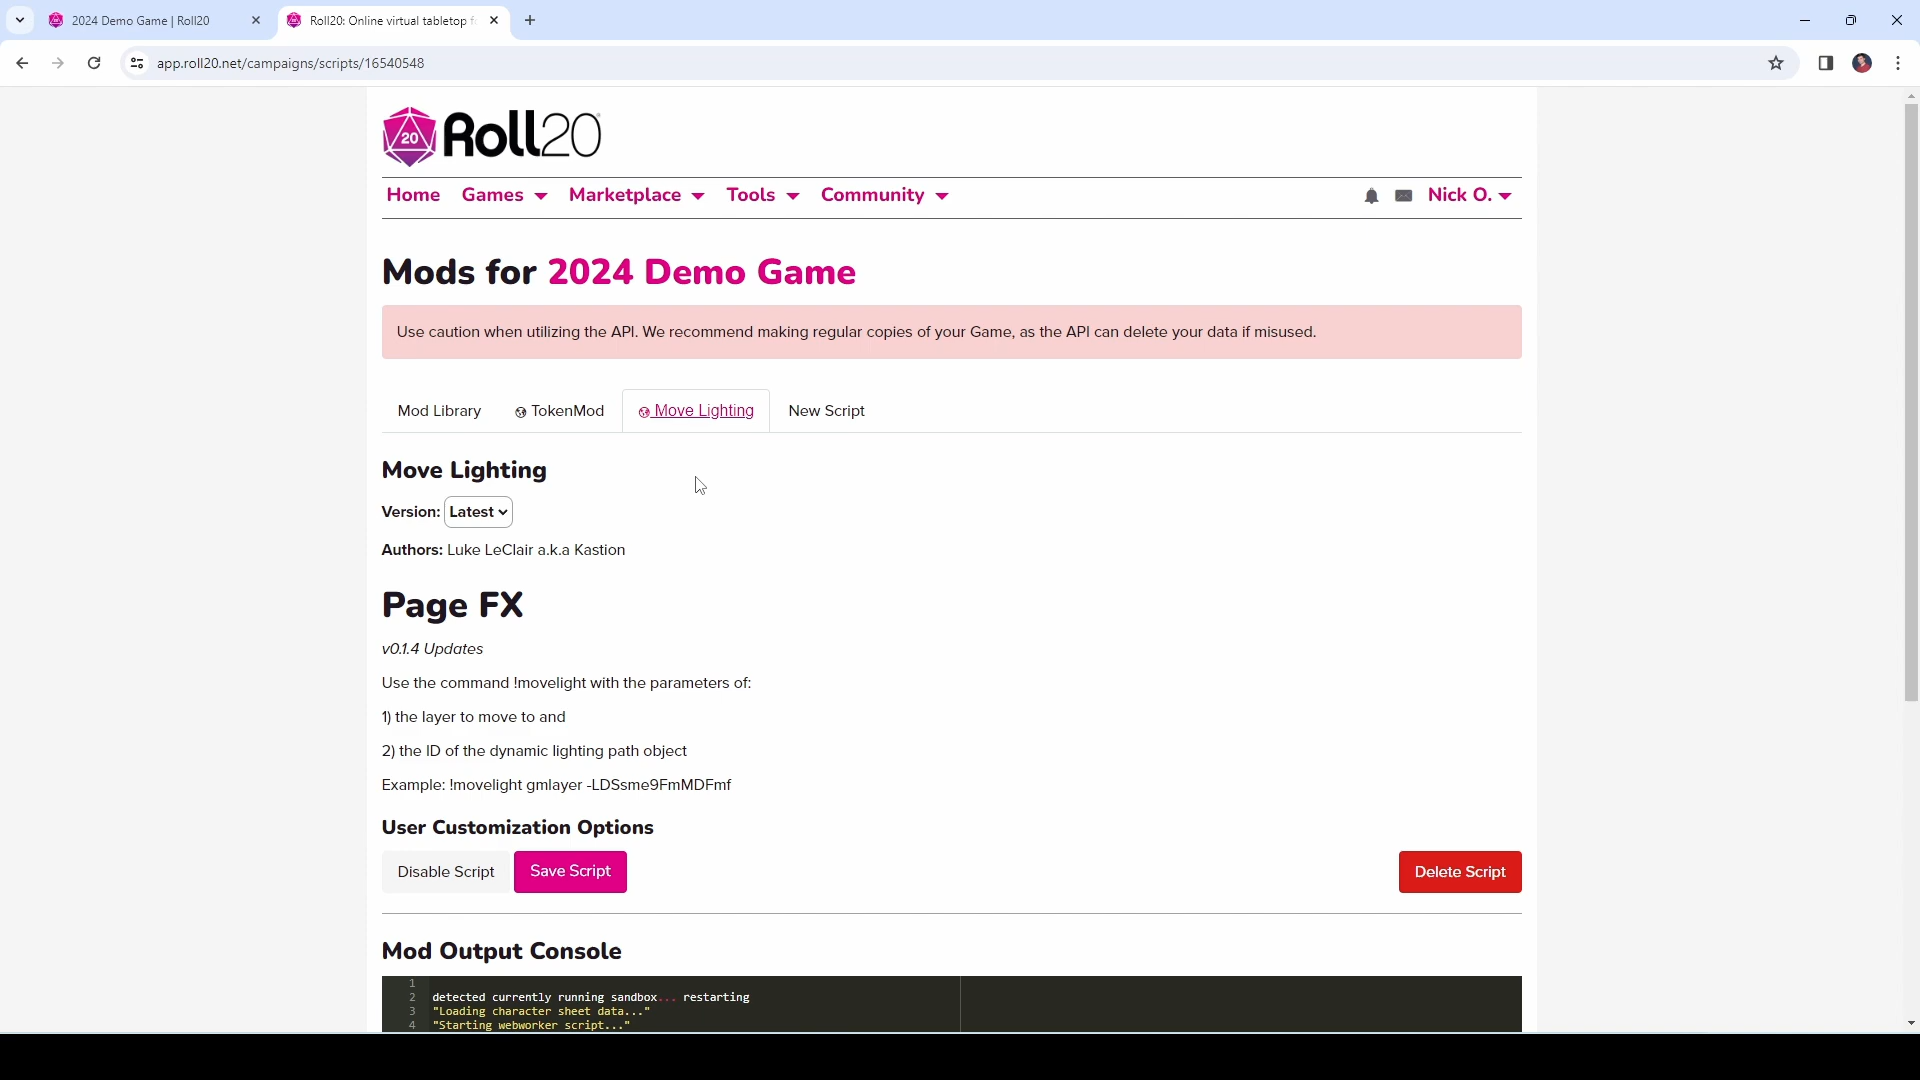 2024 Demo Game | Roll20
Roll20: Online virtual tabletop f
app.roll20.net/campaigns/scripts/16540548
20 Roll20
Home Games Marketplace Tools Community Nick O.
Mods for 2024 Demo Game
Use caution when utilizing the API. We recommend making regular copies of your Game, as the API can delete your data if misused.
Mod Library TokenMod Move Lighting New Script
Move Lighting
Version: Latest
Authors: Luke LeClair a.k.a Kastion
Page FX
v0.1.4 Updates
Use the command !movelight with the parameters of:
1) the layer to move to and
2) the ID of the dynamic lighting path object
Example: !movelight gmlayer -LDSsme9FmMDFmf
User Customization Options
Disable Script Save Script Delete Script
Mod Output Console
1
2 detected currently running sandbox... restarting
3 "Loading character sheet data..."
4 "Starting webworker script..."